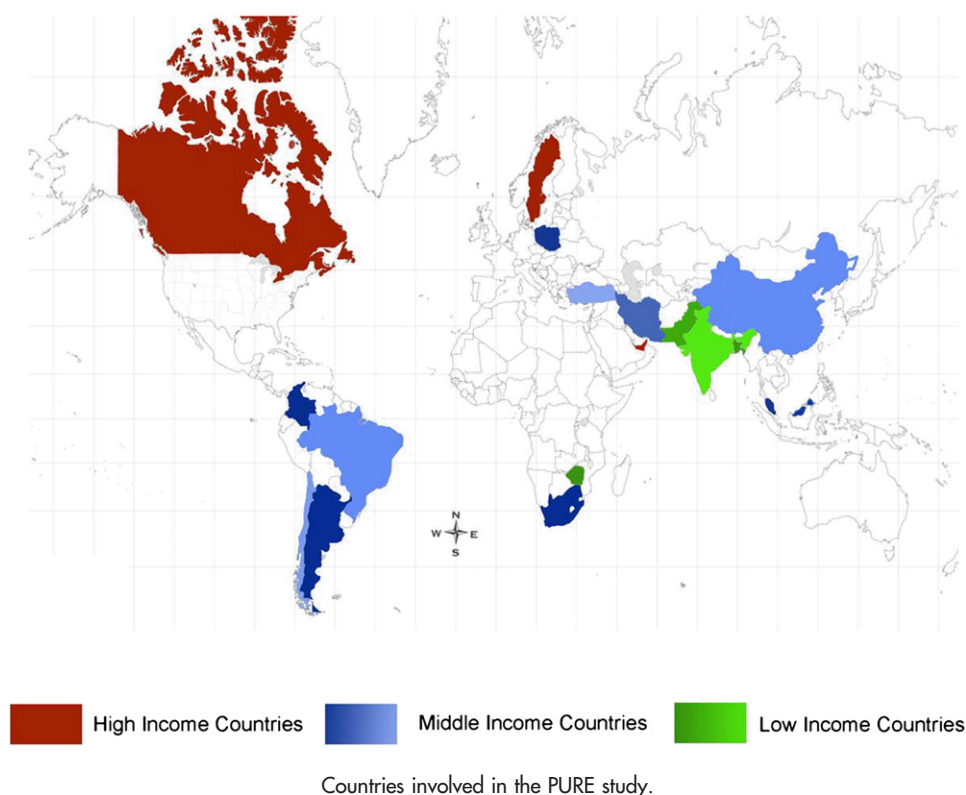 N
W E
S
High Income Countries Middle Income Countries Low Income Countries
Countries involved in the PURE study.